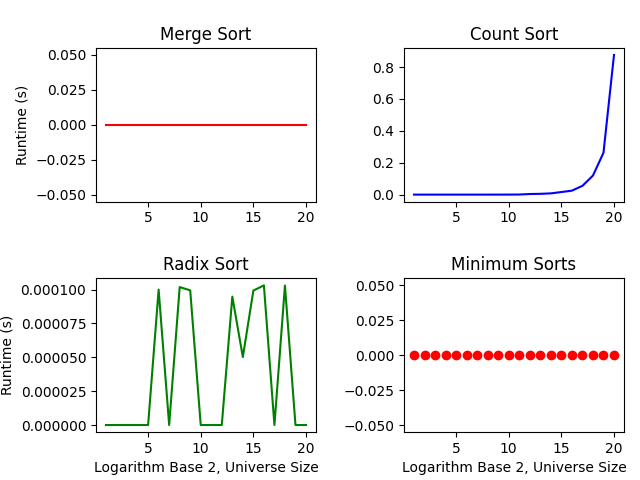 Merge Sort
Runtime (s)
0.050
0.025
0.000
−0.025
−0.050
5 10 15 20
Count Sort
0.8
0.6
0.4
0.2
0.0
5 10 15 20
Radix Sort
Runtime (s)
0.000100
0.000075
0.000050
0.000025
0.000000
5 10 15 20
Logarithm Base 2, Universe Size
Minimum Sorts
0.050
0.025
0.000
−0.025
−0.050
5 10 15 20
Logarithm Base 2, Universe Size